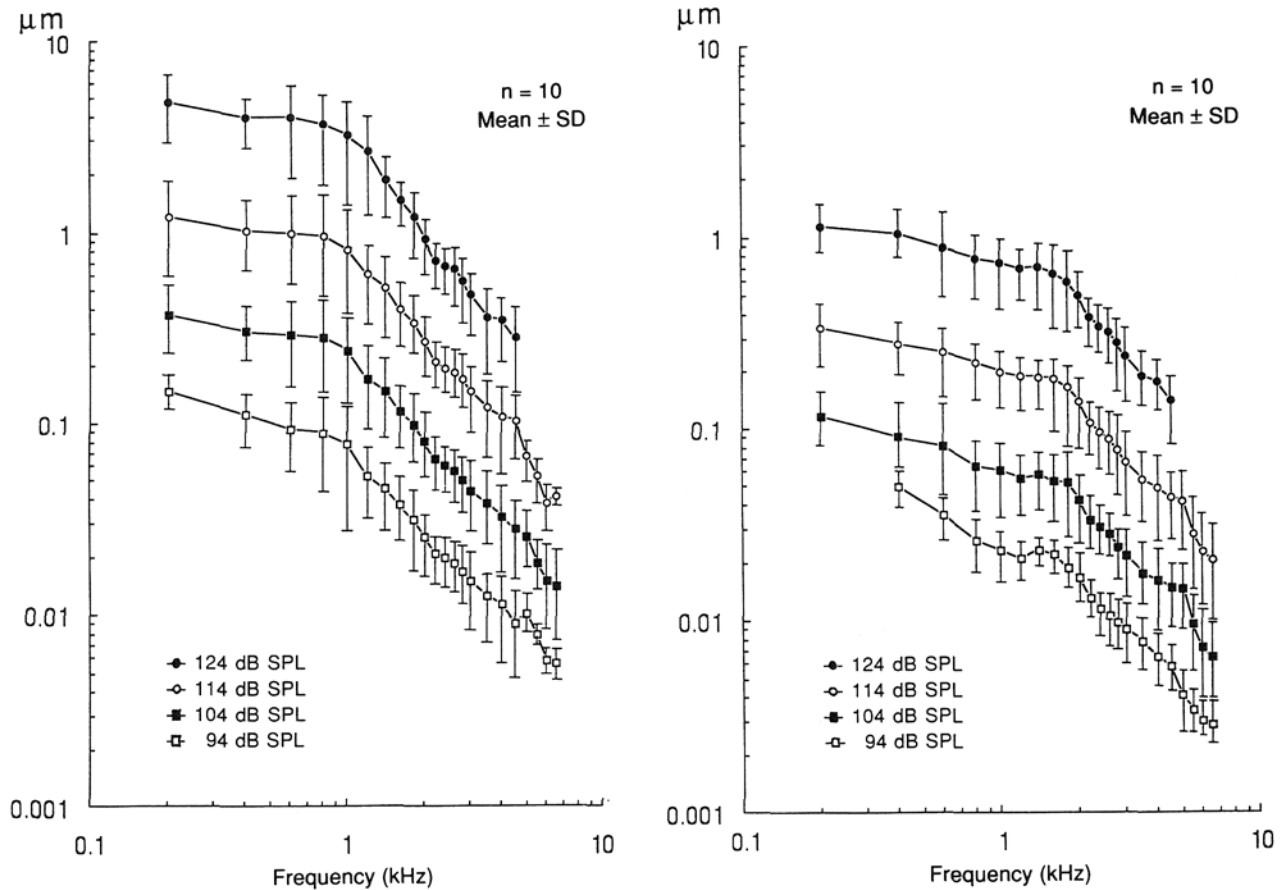 μm
10
1
0.1
0.01
0.001
n = 10
Mean ± SD
124 dB SPL
114 dB SPL
104 dB SPL
94 dB SPL
0.1
1
10
Frequency (kHz)
μm
10
1
0.1
0.01
0.001
n = 10
Mean ± SD
124 dB SPL
114 dB SPL
104 dB SPL
94 dB SPL
0.1
1
10
Frequency (kHz)